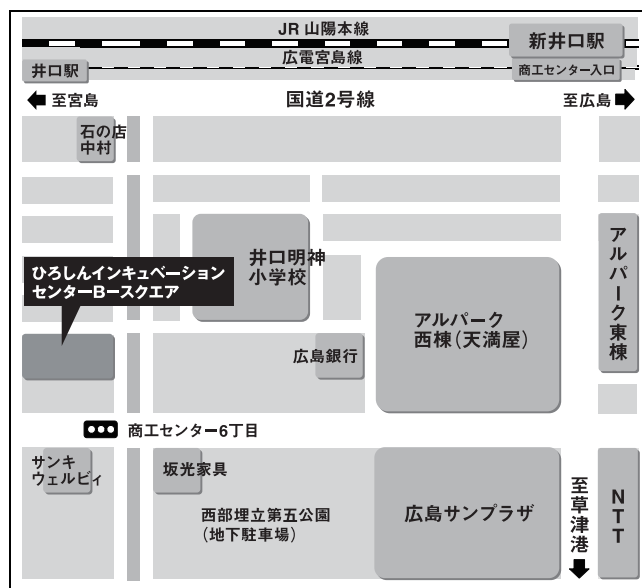 JR山陽本線
新井口駅
広電宮島線
井口駅
商工センター入口
至宮島
国道2号線
至広島
石の店
中村
井口明神
小学校
アルパーク東棟
ひろしんインキュベーション
センターBースクエア
アルパーク
西棟(天満屋)
広島銀行
商工センター6丁目
サンキ
ウェルビィ
坂光家具
西部埋立第五公園
(地下駐車場)
広島サンプラザ
至草津港
NTT